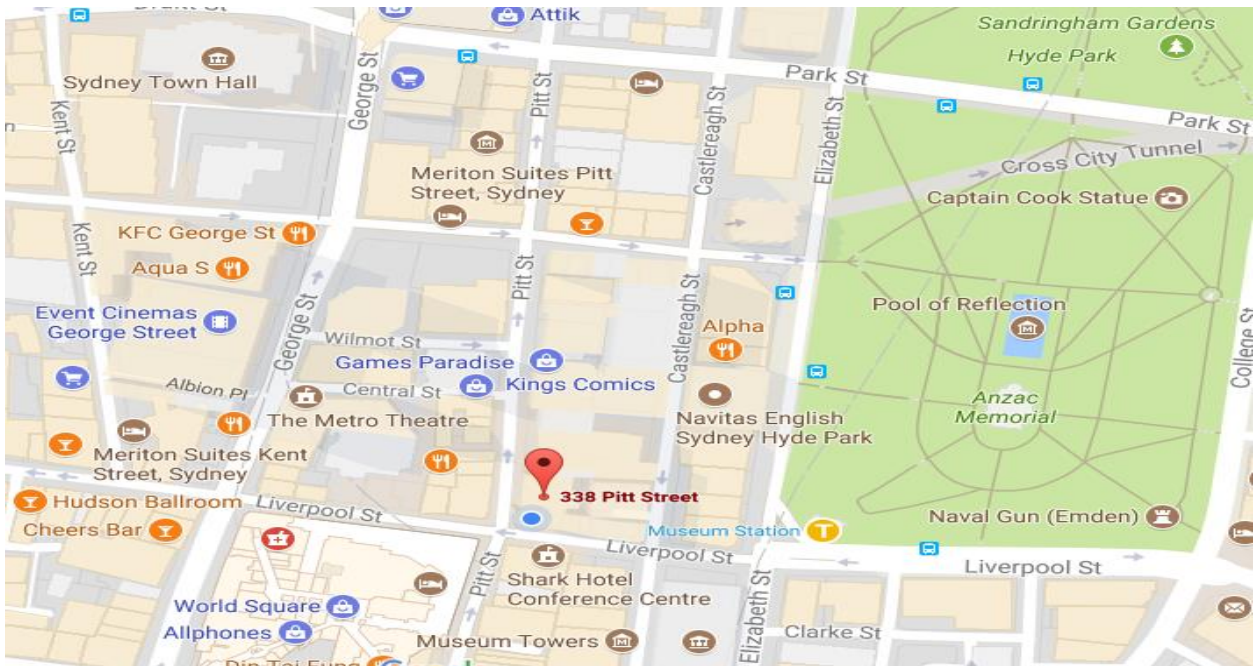 Druitt St
Attik
Sandringham Gardens
Hyde Park
Sydney Town Hall
George St
Pitt St
Park St
Castlereagh St
Elizabeth St
Kent St
Park St
Cross City Tunnel
Meriton Suites Pitt
Street, Sydney
Captain Cook Statue
KFC George St
Kent St
Aqua S
Pitt St
Event Cinemas
George Street
George St
Castlereagh St
Pool of Reflection
Wilmot St
Alpha
College St
Games Paradise
Kings Comics
Albion Pl
Central St
The Metro Theatre
Navitas English
Sydney Hyde Park
Anzac
Memorial
Meriton Suites Kent
Street, Sydney
338 Pitt Street
Hudson Ballroom
Liverpool St
Cheers Bar
Museum Station
T
Naval Gun (Emden)
Liverpool St
Liverpool St
Pitt St
Shark Hotel
Conference Centre
Elizabeth St
World Square
Allphones
Museum Towers
Clarke St
Din Tai Fung